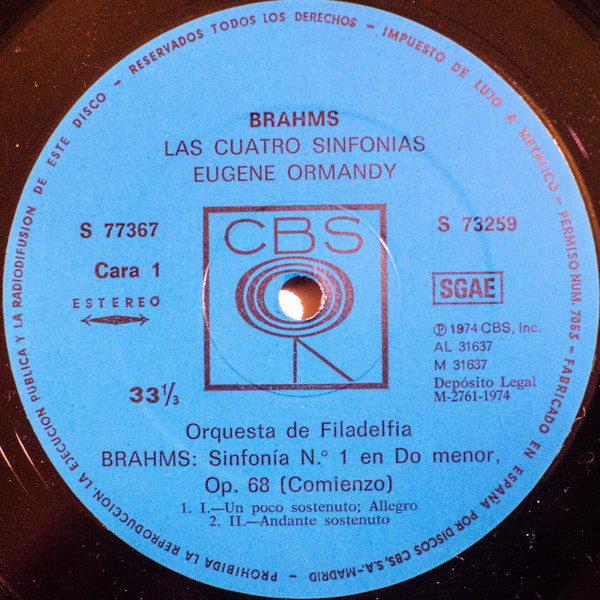 PROHIBIDA LA REPRODUCCION. LA EJECUCION PUBLICA Y LA RADIODIFUSION DE ESTE DISCO – RESERVADOS TODOS LOS DERECHOS – IMPUESTO DE LUJO A METALICO – PERMISO NUM. 7053 – FABRICADO EN ESPAÑA POR DISCOS CBS, S.A.-MADRID –
BRAHMS
LAS CUATRO SINFONIAS
EUGENE ORMANDY
S 77367
S 73259
CBS
Cara 1
ESTEREO
SGAE
Ⓟ 1974 CBS, Inc.
AL 31637
M 31637
Depósito Legal
M-2761-1974
33 1/3
Orquesta de Filadelfia
BRAHMS: Sinfonía N.° 1 en Do menor,
Op. 68 (Comienzo)
1. I.—Un poco sostenuto; Allegro
2. II.—Andante sostenuto